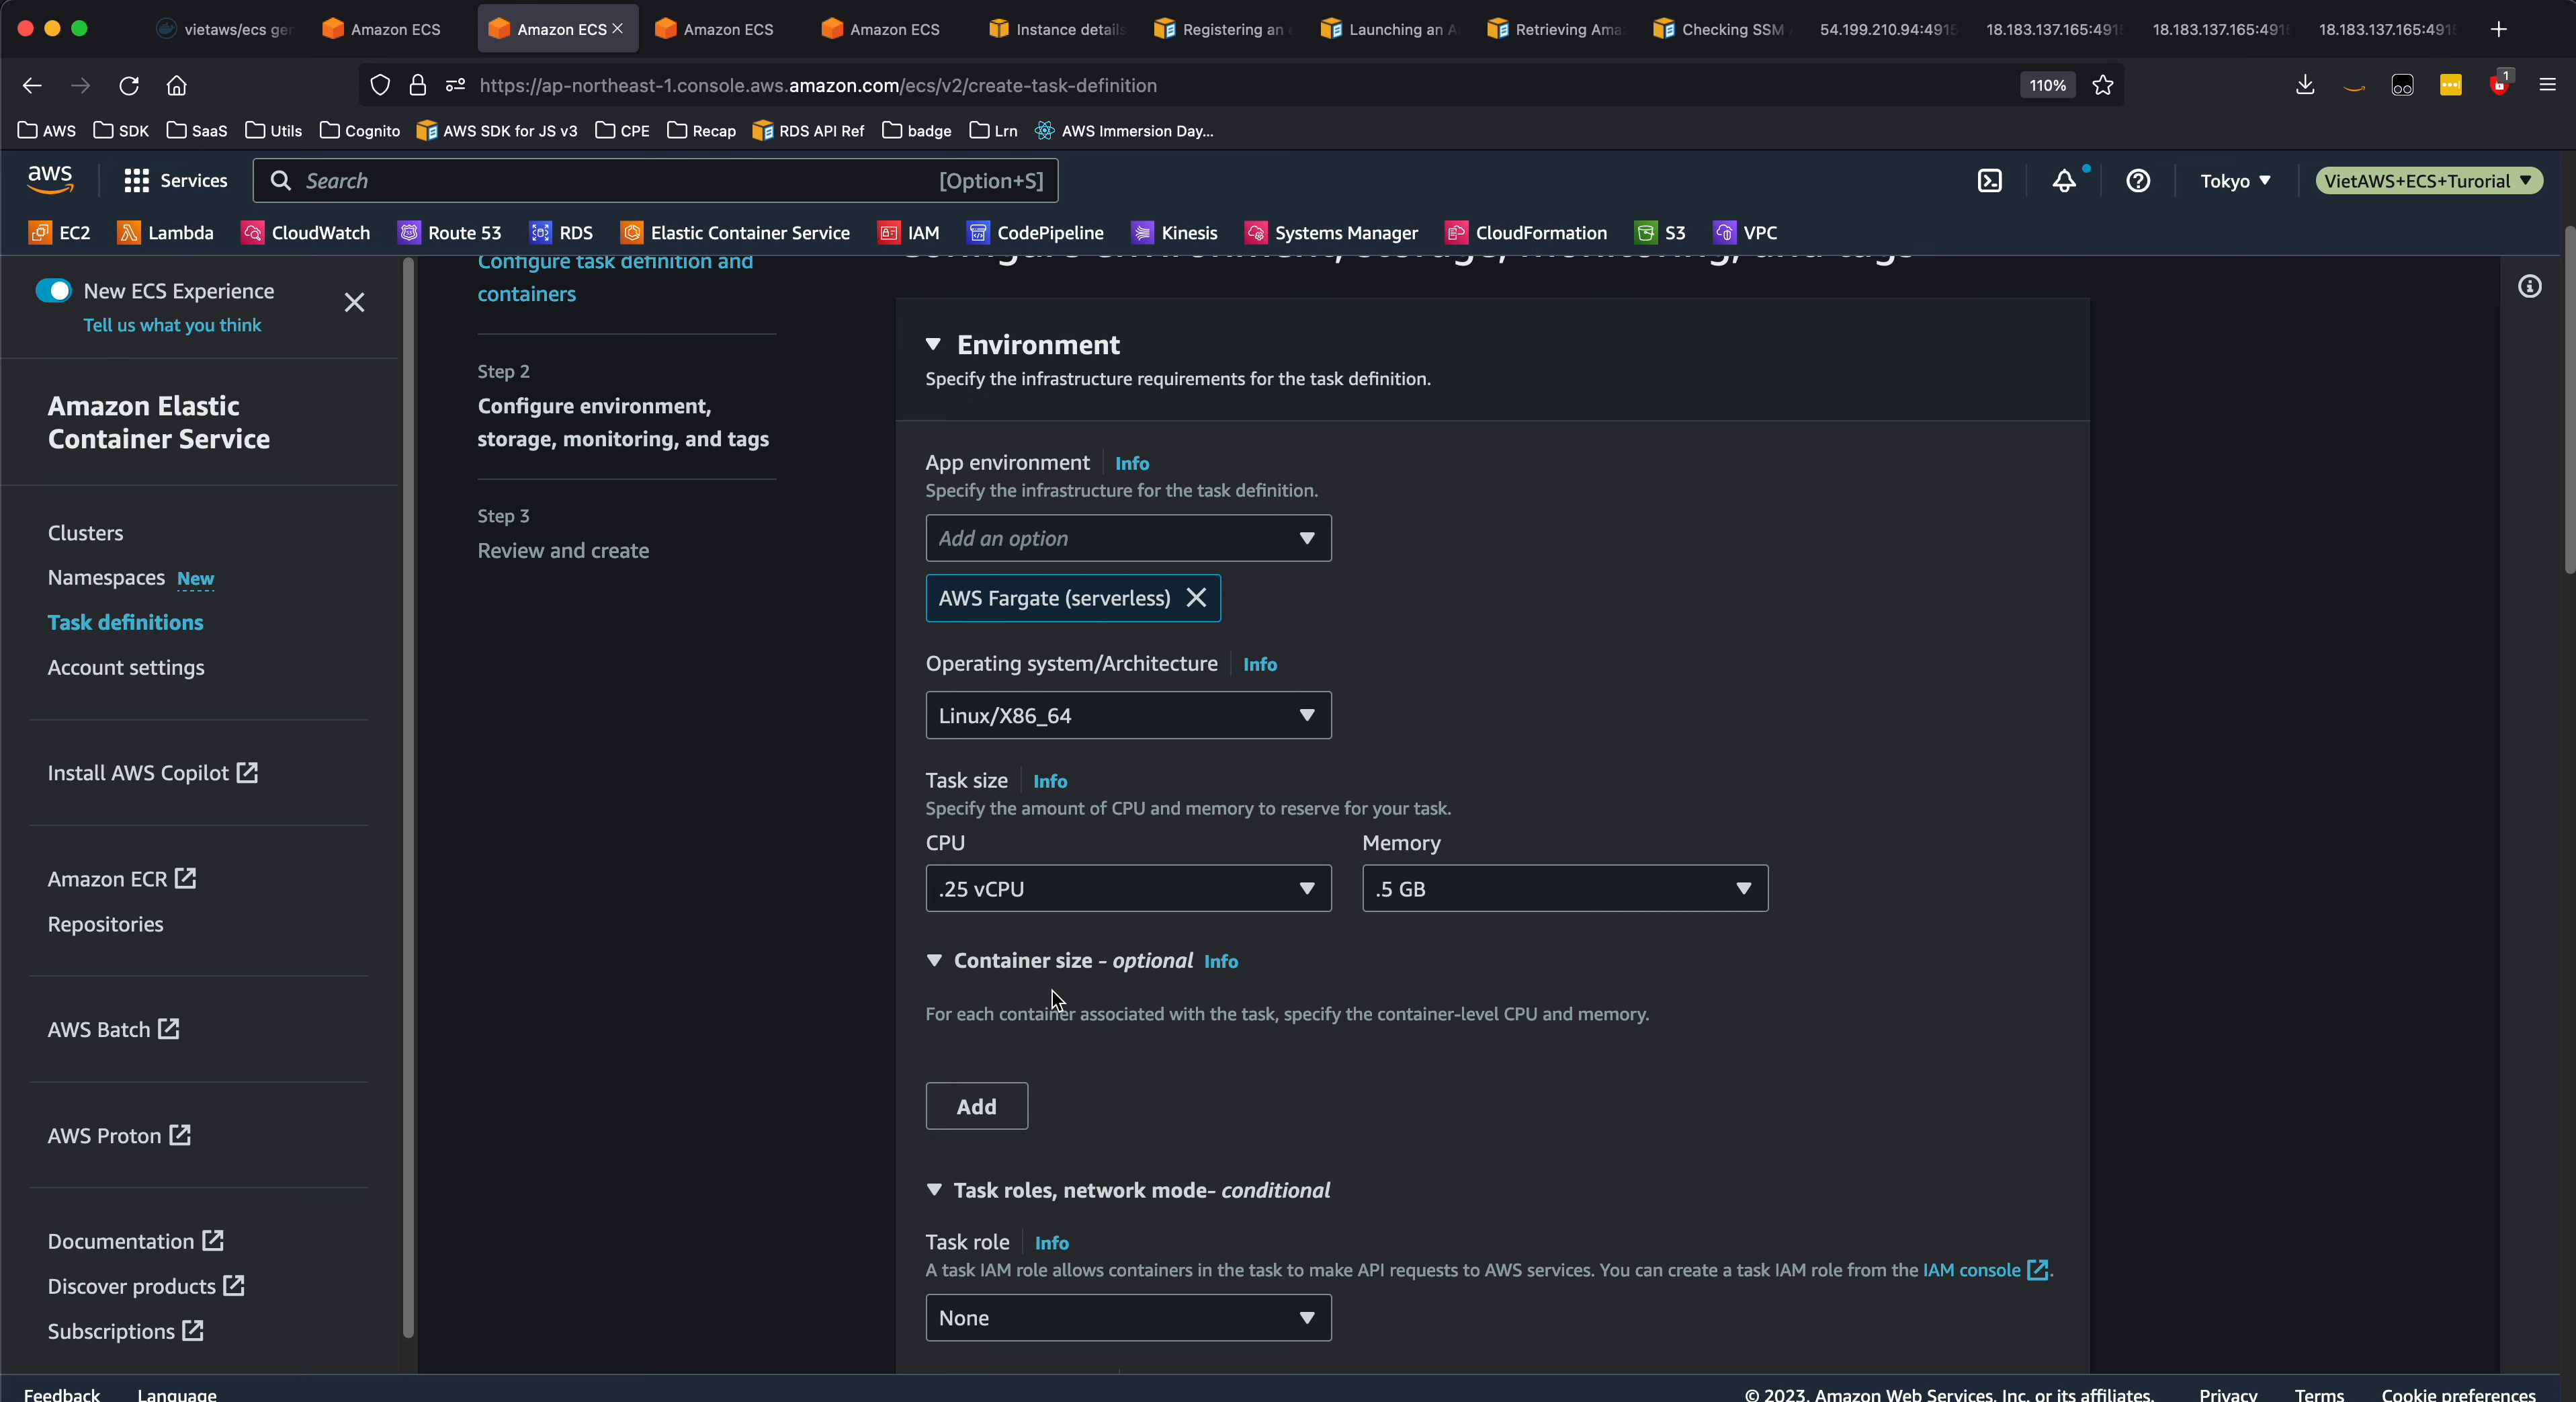 vietaws/ecs ge
Amazon ECS
Amazon ECS
Amazon ECS
Amazon ECS
Instance details
Registering an
Launching an A
Retrieving Ama
Checking SSM
54.199.210.94:4915
18.183.137.165:491
18.183.137.165:491
18.183.137.165:491
https://ap-northeast-1.console.aws.amazon.com/ecs/v2/create-task-definition
110%
1
AWS
SDK
SaaS
Utils
Cognito
AWS SDK for JS v3
CPE
Recap
RDS API Ref
badge
Lrn
AWS Immersion Day...
aws
Services
Search
[Option+S]
Tokyo
VietAWS+ECS+Turorial
EC2
Lambda
CloudWatch
Route 53
RDS
Elastic Container Service
IAM
CodePipeline
Kinesis
Systems Manager
CloudFormation
S3
VPC
New ECS Experience
Tell us what you think
Amazon Elastic
Container Service
Clusters
Namespaces New
Task definitions
Account settings
Install AWS Copilot
Amazon ECR
Repositories
AWS Batch
AWS Proton
Documentation
Discover products
Subscriptions
Configure task definition and
containers
Step 2
Configure environment,
storage, monitoring, and tags
Step 3
Review and create
Configure environment, storage, monitoring, and tags
Environment
Specify the infrastructure requirements for the task definition.
App environment Info
Specify the infrastructure for the task definition.
Add an option
AWS Fargate (serverless)
Operating system/Architecture Info
Linux/X86_64
Task size Info
Specify the amount of CPU and memory to reserve for your task.
CPU
Memory
.25 vCPU
.5 GB
Container size - optional Info
For each container associated with the task, specify the container-level CPU and memory.
Add
Task roles, network mode- conditional
Task role Info
A task IAM role allows containers in the task to make API requests to AWS services. You can create a task IAM role from the IAM console.
None
Feedback
Language
© 2023, Amazon Web Services, Inc. or its affiliates.
Privacy
Terms
Cookie preferences